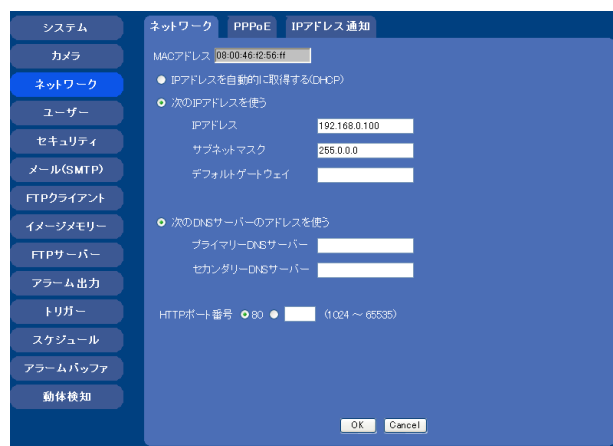 システム
カメラ
ネットワーク
ユーザー
セキュリティ
メール(SMTP)
FTPクライアント
イメージメモリー
FTPサーバー
アラーム出力
トリガー
スケジュール
アラームバッファ
動体検知
ネットワーク PPPoE IPアドレス通知
MACアドレス 08:00:46:f2:56:ff
IPアドレスを自動的に取得する(DHCP)
次のIPアドレスを使う
IPアドレス 192.168.0.100
サブネットマスク 255.0.0.0
デフォルトゲートウェイ
次のDNSサーバーのアドレスを使う
プライマリーDNSサーバー
セカンダリーDNSサーバー
HTTPポート番号 80 (1024 ～ 65535)
OK Cancel